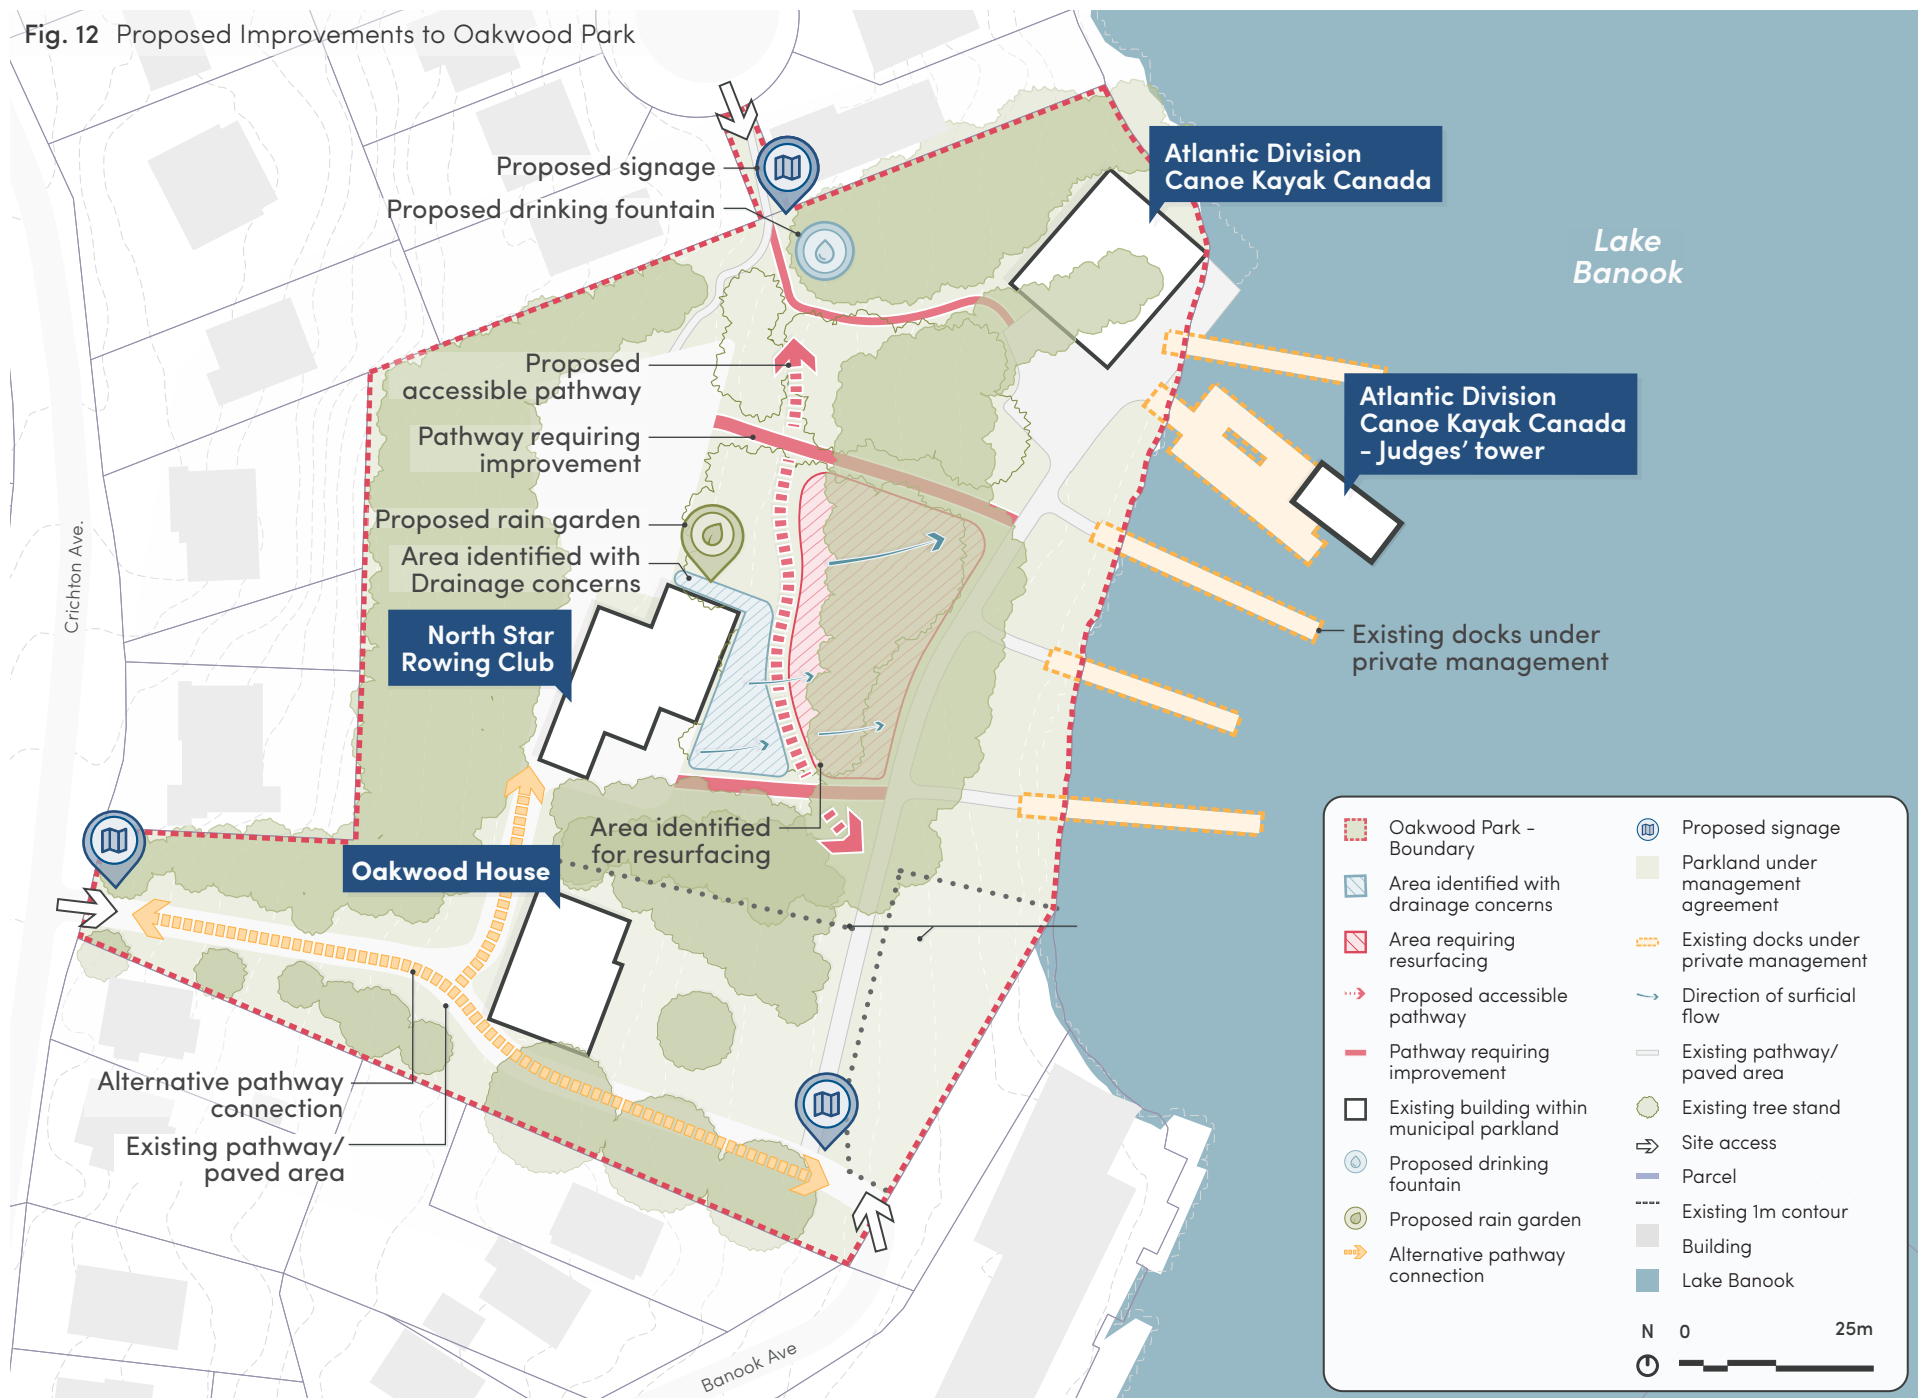 Fig. 12 Proposed Improvements to Oakwood Park
Proposed signage
Proposed drinking fountain
Atlantic Division
Canoe Kayak Canada
Lake
Banook
Proposed
accessible pathway
Pathway requiring
improvement
Atlantic Division
Canoe Kayak Canada
- Judges’ tower
Proposed rain garden
Area identified with
Drainage concerns
Crichton Ave.
North Star
Rowing Club
Existing docks under
private management
Area identified
for resurfacing
Oakwood House
Alternative pathway
connection
Existing pathway/
paved area
Banook Ave
Oakwood Park -
Boundary
Area identified with
drainage concerns
Area requiring
resurfacing
Proposed accessible
pathway
Pathway requiring
improvement
Existing building within
municipal parkland
Proposed drinking
fountain
Proposed rain garden
Alternative pathway
connection
Proposed signage
Parkland under
management
agreement
Existing docks under
private management
Direction of surficial
flow
Existing pathway/
paved area
Existing tree stand
Site access
Parcel
Existing 1m contour
Building
Lake Banook
N 0 25m